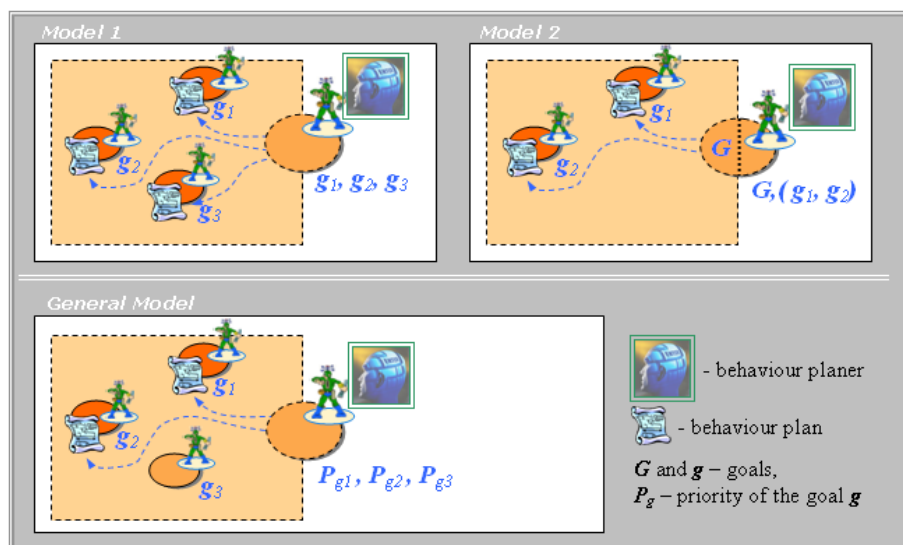 Model 1
g1
g2
g3
g1, g2, g3
Model 2
g1
g2
G
G,(g1, g2)
General Model
g1
g2
g3
Pg1, Pg2, Pg3
- behaviour planer
- behaviour plan
G and g – goals,
Pg – priority of the goal g